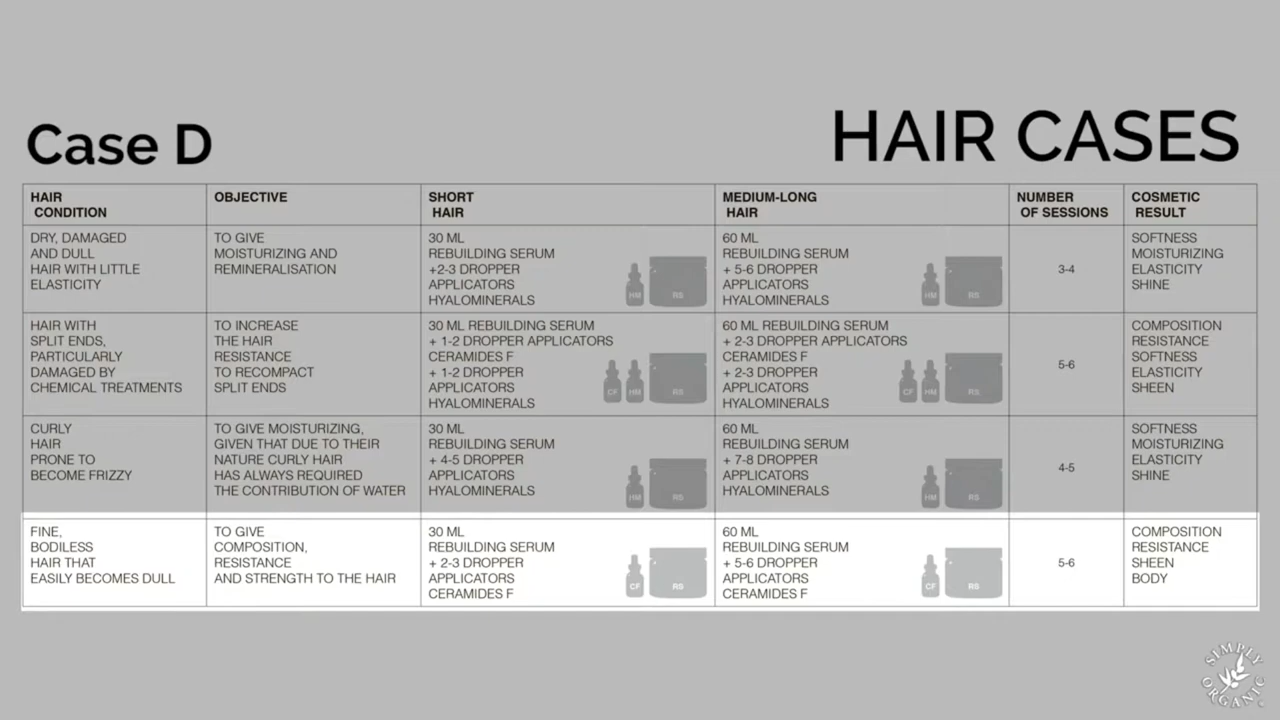 Case D
HAIR CASES
HAIR
CONDITION
OBJECTIVE
SHORT
HAIR
MEDIUM-LONG
HAIR
NUMBER
OF SESSIONS
COSMETIC
RESULT
DRY, DAMAGED
AND DULL
HAIR WITH LITTLE
ELASTICITY
TO GIVE
MOISTURIZING AND
REMINERALISATION
30 ML
REBUILDING SERUM
+2-3 DROPPER
APPLICATORS
HYALOMINERALS
HM
RS
60 ML
REBUILDING SERUM
+ 5-6 DROPPER
APPLICATORS
HYALOMINERALS
HM
RS
3-4
SOFTNESS
MOISTURIZING
ELASTICITY
SHINE
HAIR WITH
SPLIT ENDS,
PARTICULARLY
DAMAGED BY
CHEMICAL TREATMENTS
TO INCREASE
THE HAIR
RESISTANCE
TO RECOMPACT
SPLIT ENDS
30 ML REBUILDING SERUM
+ 1-2 DROPPER APPLICATORS
CERAMIDES F
+ 1-2 DROPPER
APPLICATORS
HYALOMINERALS
CF
HM
RS
60 ML REBUILDING SERUM
+ 2-3 DROPPER APPLICATORS
CERAMIDES F
+ 2-3 DROPPER
APPLICATORS
HYALOMINERALS
CF
HM
RS
5-6
COMPOSITION
RESISTANCE
SOFTNESS
ELASTICITY
SHEEN
CURLY
HAIR
PRONE TO
BECOME FRIZZY
TO GIVE MOISTURIZING,
GIVEN THAT DUE TO THEIR
NATURE CURLY HAIR
HAS ALWAYS REQUIRED
THE CONTRIBUTION OF WATER
30 ML
REBUILDING SERUM
+ 4-5 DROPPER
APPLICATORS
HYALOMINERALS
HM
RS
60 ML
REBUILDING SERUM
+ 7-8 DROPPER
APPLICATORS
HYALOMINERALS
HM
RS
4-5
SOFTNESS
MOISTURIZING
ELASTICITY
SHINE
FINE,
BODILESS
HAIR THAT
EASILY BECOMES DULL
TO GIVE
COMPOSITION,
RESISTANCE
AND STRENGTH TO THE HAIR
30 ML
REBUILDING SERUM
+ 2-3 DROPPER
APPLICATORS
CERAMIDES F
CF
RS
60 ML
REBUILDING SERUM
+ 5-6 DROPPER
APPLICATORS
CERAMIDES F
CF
RS
5-6
COMPOSITION
RESISTANCE
SHEEN
BODY
SIMPLY
ORGANIC
©